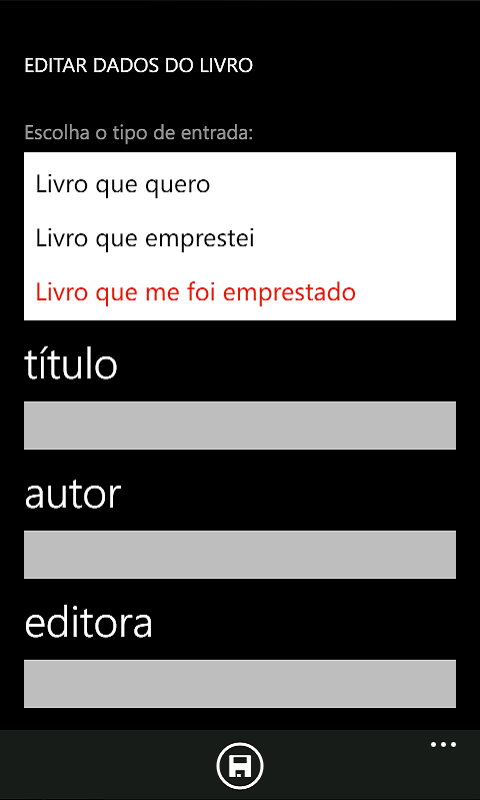 EDITAR DADOS DO LIVRO
Escolha o tipo de entrada:
Livro que quero
Livro que emprestei
Livro que me foi emprestado
título
autor
editora